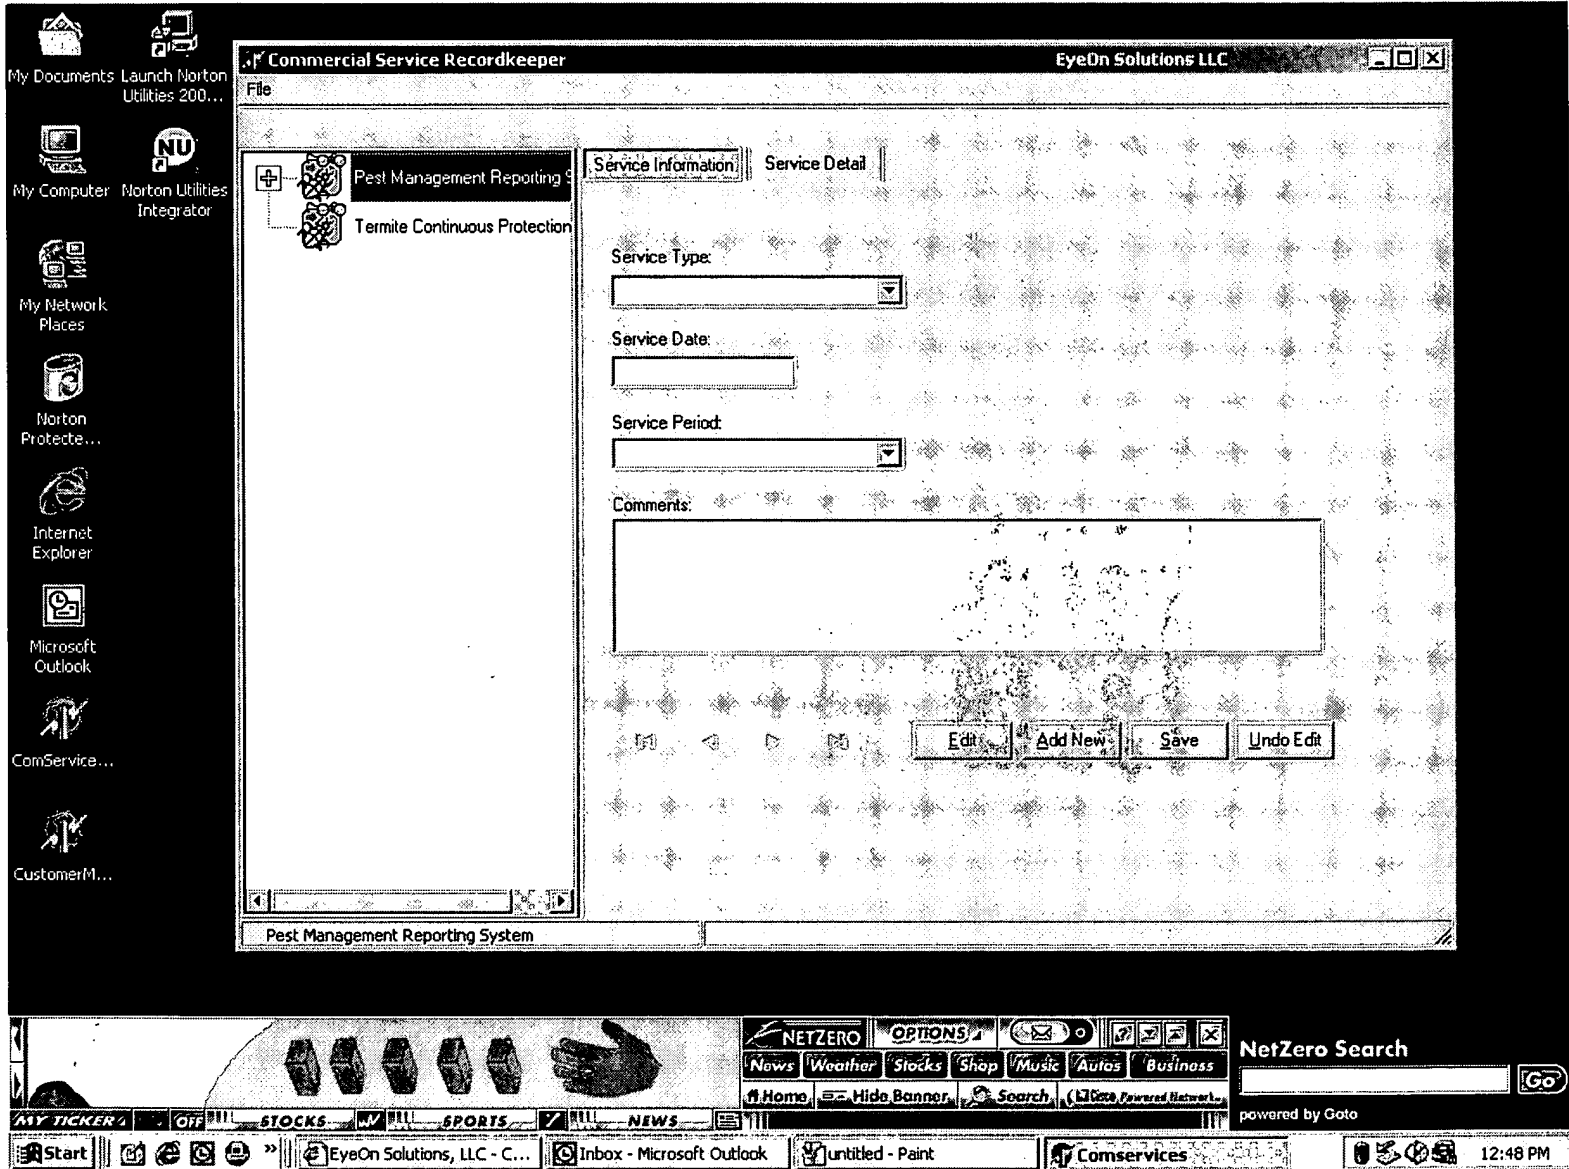 My Documents
Launch Norton
Utilities 200...
My Computer
Norton Utilities
Integrator
NU
My Network
Places
Norton
Protecte...
Internet
Explorer
Microsoft
Outlook
ComService...
CustomerM...
Commercial Service Recordkeeper
EyeOn Solutions LLC
File
Pest Management Reporting S
Termite Continuous Protection
Service Information
Service Detail
Service Type:
Service Date:
Service Period:
Comments:
Edit
Add New
Save
Undo Edit
Pest Management Reporting System
NETZERO
OPTIONS
News
Weather
Stocks
Shop
Music
Autos
Business
Home
Hide Banner
Search
Goto Powered Network
NetZero Search
Go
powered by Goto
MY TICKER
OFF
STOCKS
SPORTS
NEWS
Start
»
EyeOn Solutions, LLC - C...
Inbox - Microsoft Outlook
untitled - Paint
Comservices
12:48 PM